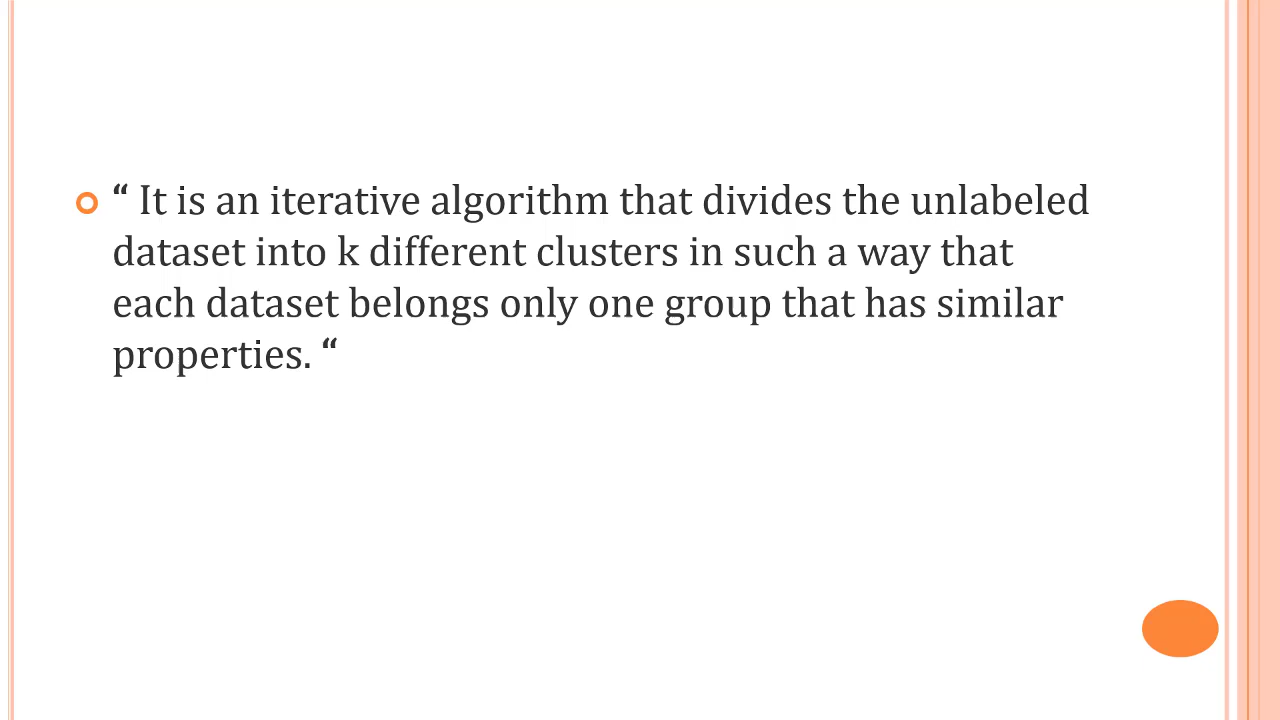 “ It is an iterative algorithm that divides the unlabeled
dataset into k different clusters in such a way that
each dataset belongs only one group that has similar
properties. “